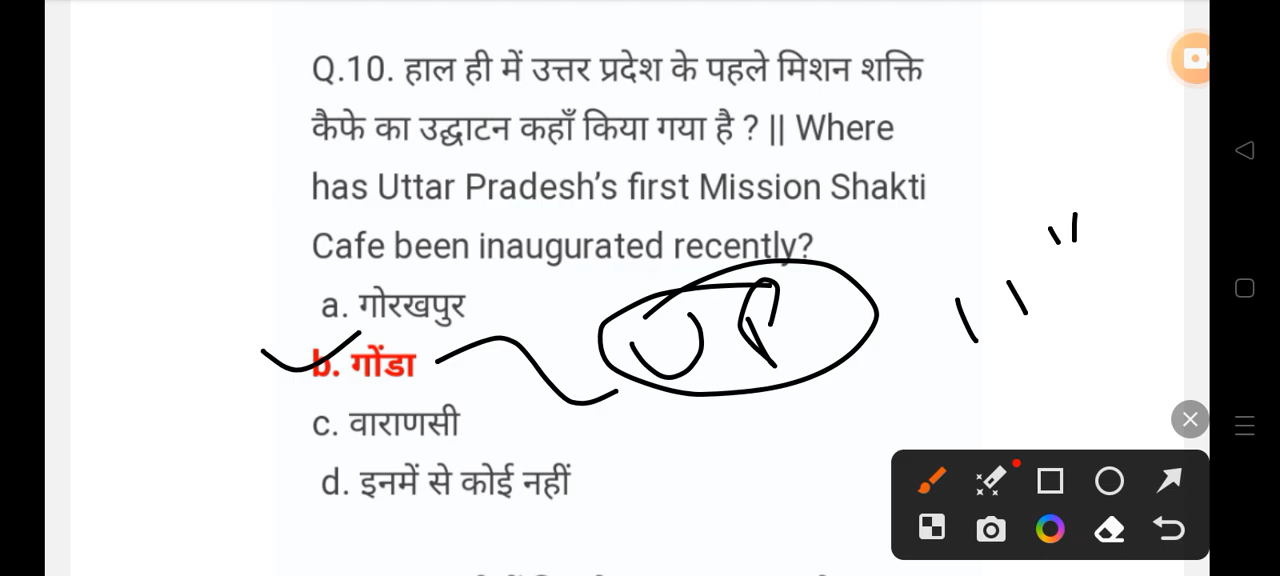 Q.10. हाल ही में उत्तर प्रदेश के पहले मिशन शक्ति
कैफे का उद्घाटन कहाँ किया गया है ? || Where
has Uttar Pradesh’s first Mission Shakti
Cafe been inaugurated recently?
a. गोरखपुर
b. गोंडा
UP
c. वाराणसी
d. इनमें से कोई नहीं